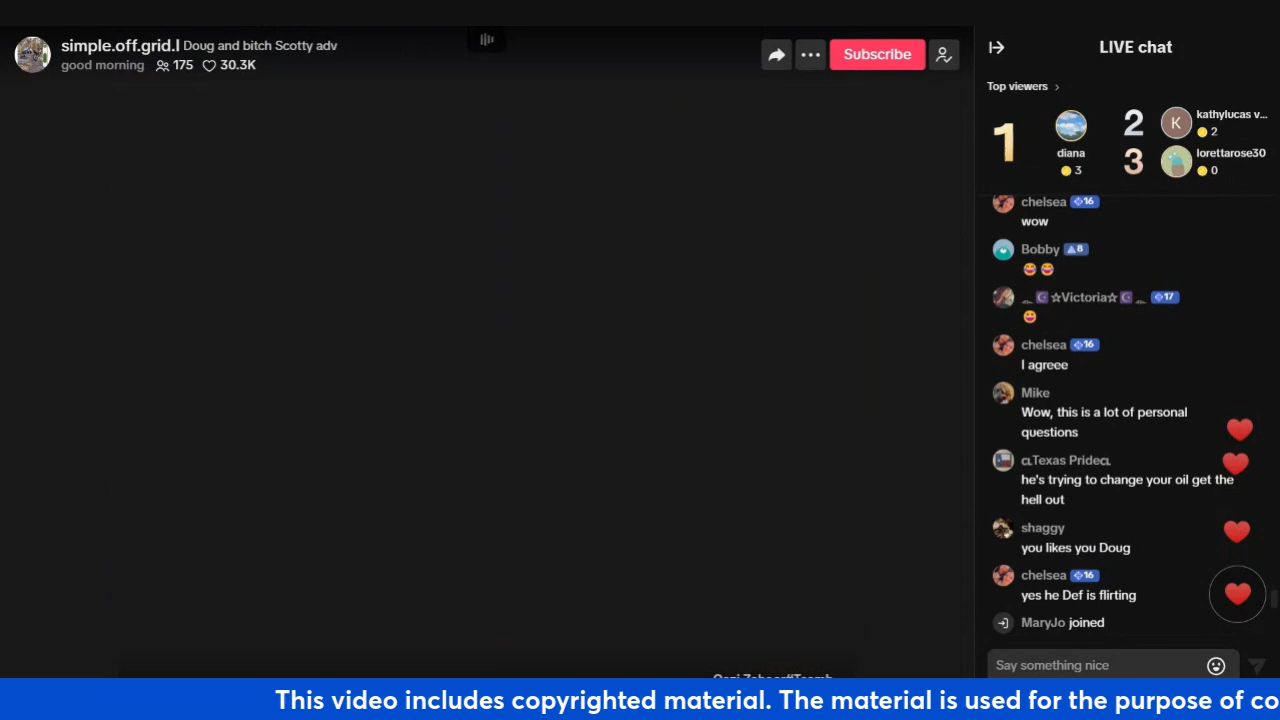 simple.off.grid.l Doug and bitch Scotty adv
good morning 175 30.3K
Subscribe
LIVE chat
Top viewers
1
diana
3
2
K
kathylucas v...
2
3
lorettarose30
0
chelsea 16
wow
Bobby 8
😆 😆
☪ ☆Victoria☆ ☪ 17
😆
chelsea 16
I agreee
Mike
Wow, this is a lot of personal
questions
Texas Pride
he's trying to change your oil get the
hell out
shaggy
you likes you Doug
chelsea 16
yes he Def is flirting
MaryJo joined
Say something nice
This video includes copyrighted material. The material is used for the purpose of co